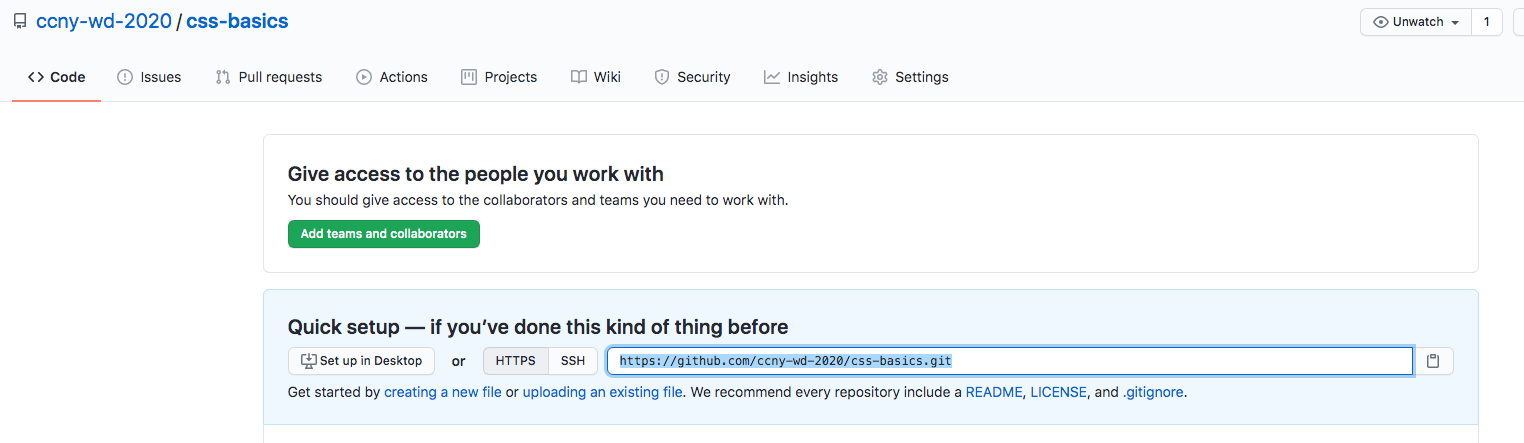 ccny-wd-2020 / css-basics
Unwatch 1
Code Issues Pull requests Actions Projects Wiki Security Insights Settings
Give access to the people you work with
You should give access to the collaborators and teams you need to work with.
Add teams and collaborators
Quick setup — if you’ve done this kind of thing before
Set up in Desktop or HTTPS SSH https://github.com/ccny-wd-2020/css-basics.git
Get started by creating a new file or uploading an existing file. We recommend every repository include a README, LICENSE, and .gitignore.